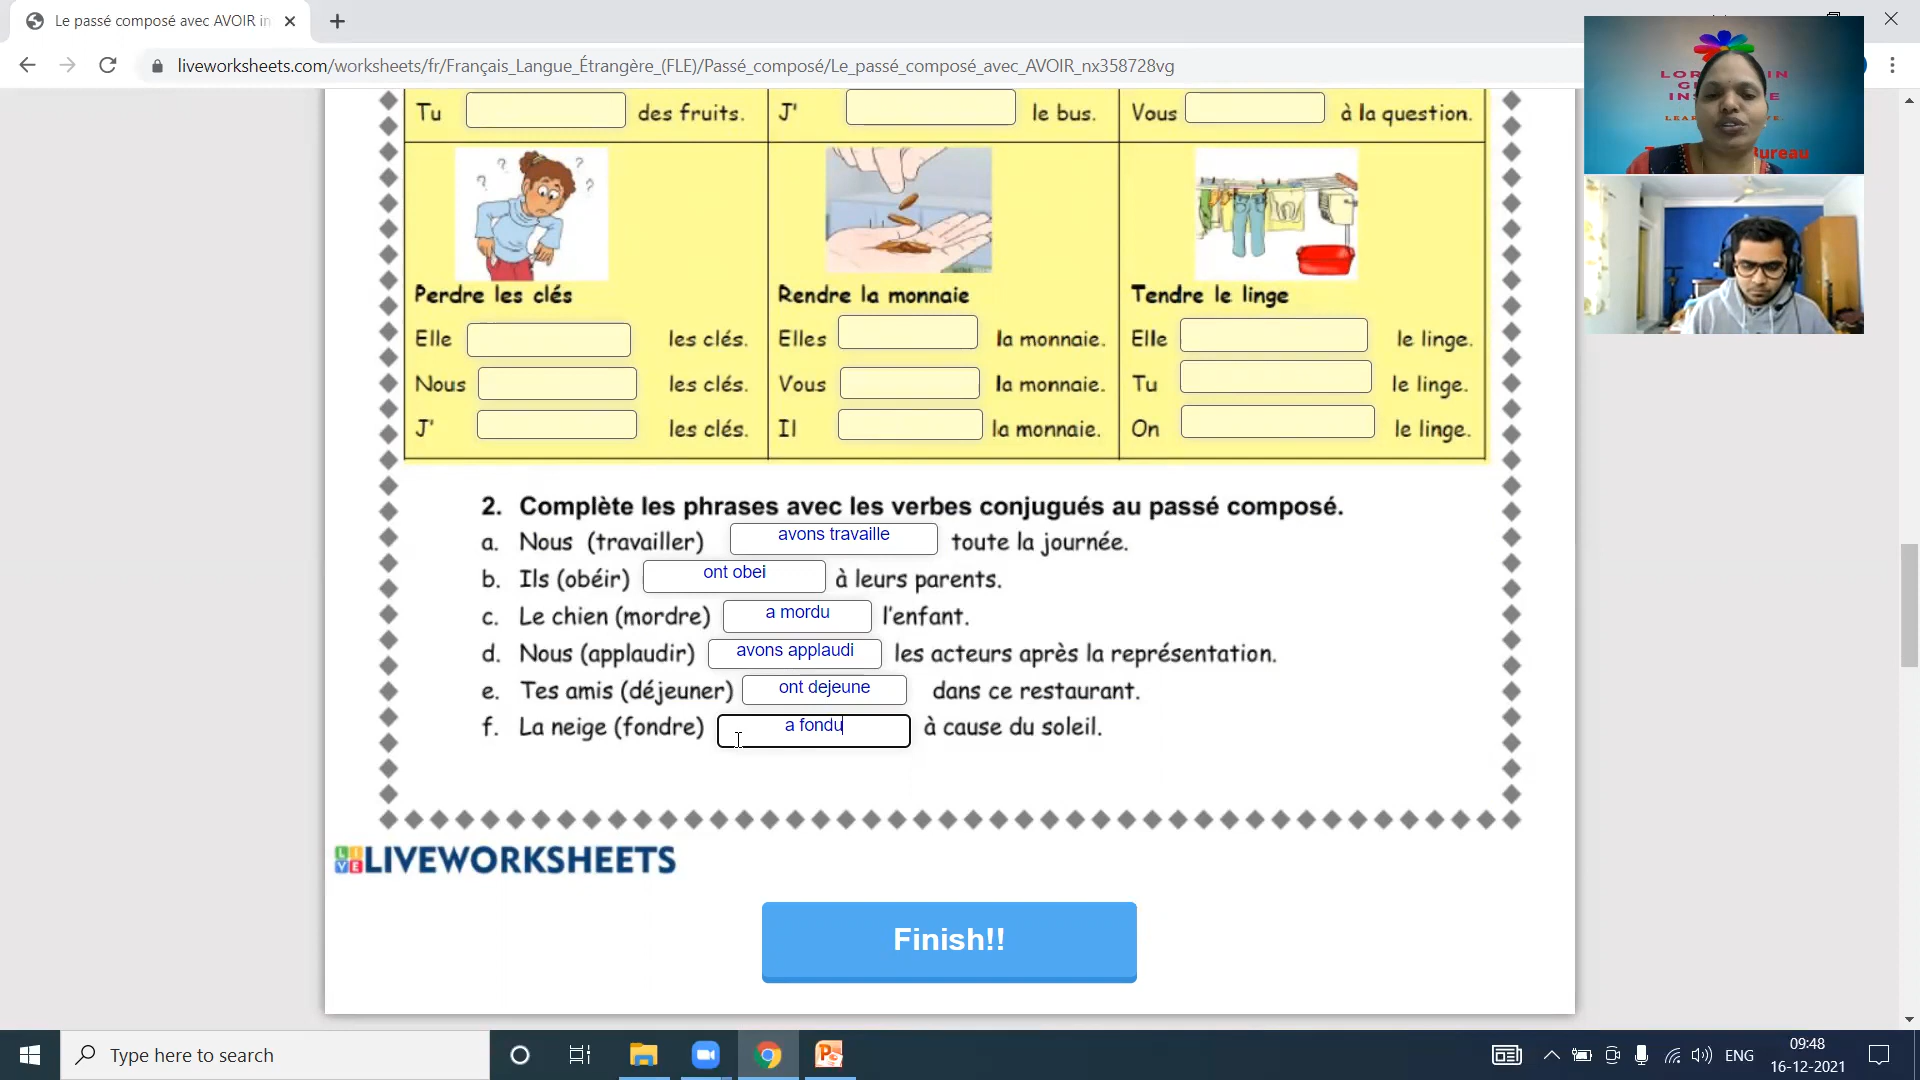 Le passé composé avec AVOIR in
liveworksheets.com/worksheets/fr/Français_Langue_Étrangère_(FLE)/Passé_composé/Le_passé_composé_avec_AVOIR_nx358728vg
Tu des fruits. J' le bus. Vous à la question.
Perdre les clés Rendre la monnaie Tendre le linge
Elle les clés. Elles la monnaie. Elle le linge.
Nous les clés. Vous la monnaie. Tu le linge.
J' les clés. Il la monnaie. On le linge.
2. Complète les phrases avec les verbes conjugués au passé composé.
a. Nous (travailler) avons travaille toute la journée.
b. Ils (obéir) ont obei à leurs parents.
c. Le chien (mordre) a mordu l'enfant.
d. Nous (applaudir) avons applaudi les acteurs après la représentation.
e. Tes amis (déjeuner) ont dejeune dans ce restaurant.
f. La neige (fondre) a fondu à cause du soleil.
LIVE LIVEWORKSHEETS
Finish!!
Type here to search
ENG
09:48
16-12-2021